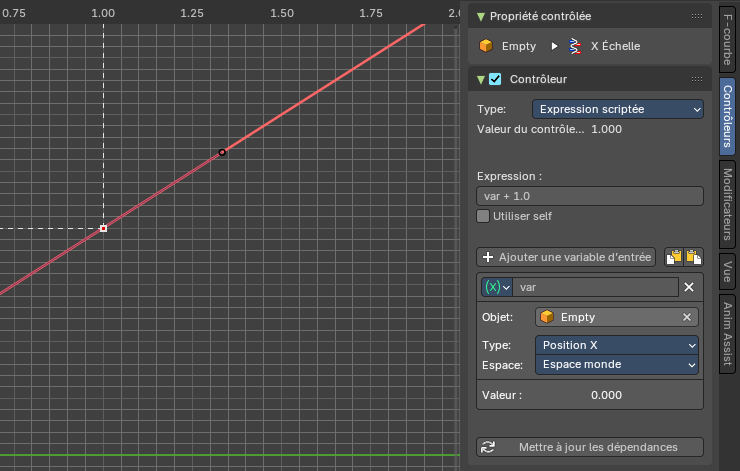 0.75 1.00 1.25 1.50 1.75 2.0
Propriété contrôlée
Empty X Échelle
Contrôleur
Type: Expression scriptée
Valeur du contrôle... 1.000
Expression :
var + 1.0
Utiliser self
Ajouter une variable d'entrée
(x) var
Objet: Empty
Type: Position X
Espace: Espace monde
Valeur : 0.000
Mettre à jour les dépendances
F-courbe
Contrôleurs
Modificateurs
Vue
Anim Assist